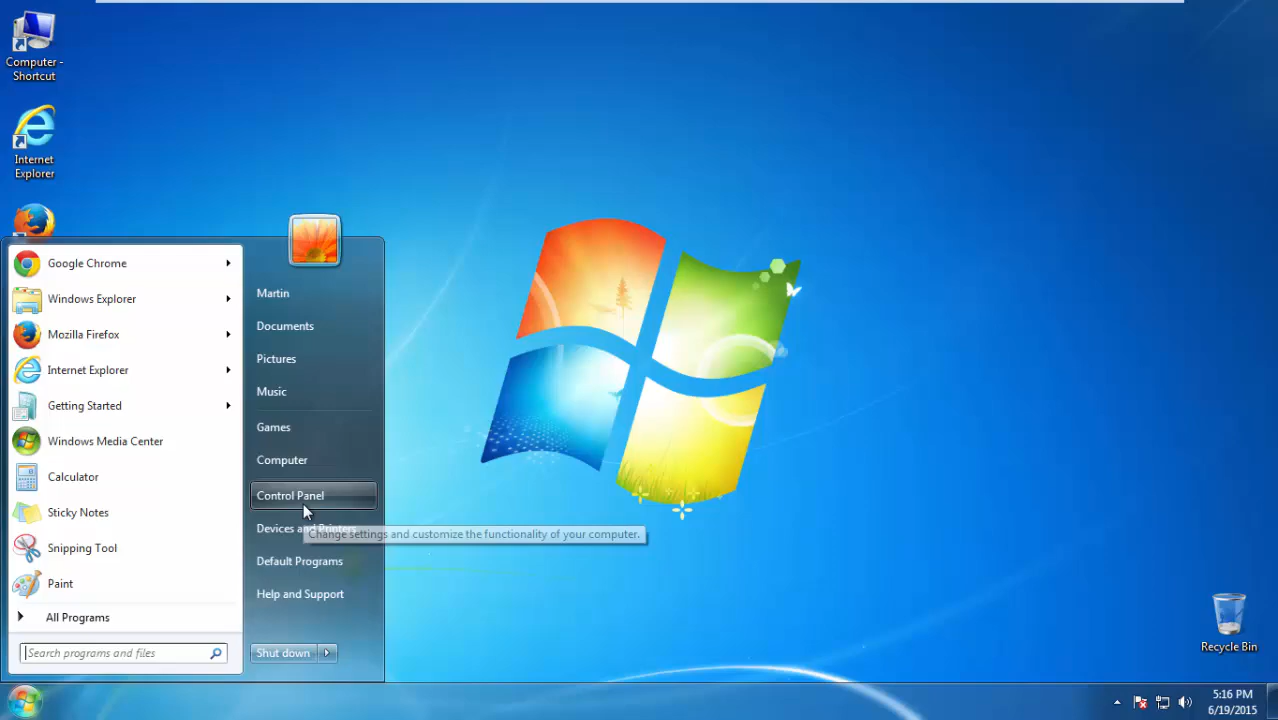 Computer -
Shortcut
Internet
Explorer
Google Chrome
Windows Explorer
Mozilla Firefox
Internet Explorer
Getting Started
Windows Media Center
Calculator
Sticky Notes
Snipping Tool
Paint
All Programs
Search programs and files
Martin
Documents
Pictures
Music
Games
Computer
Control Panel
Devices and Printers
Change settings and customize the functionality of your computer.
Default Programs
Help and Support
Shut down
Recycle Bin
5:16 PM
6/19/2015